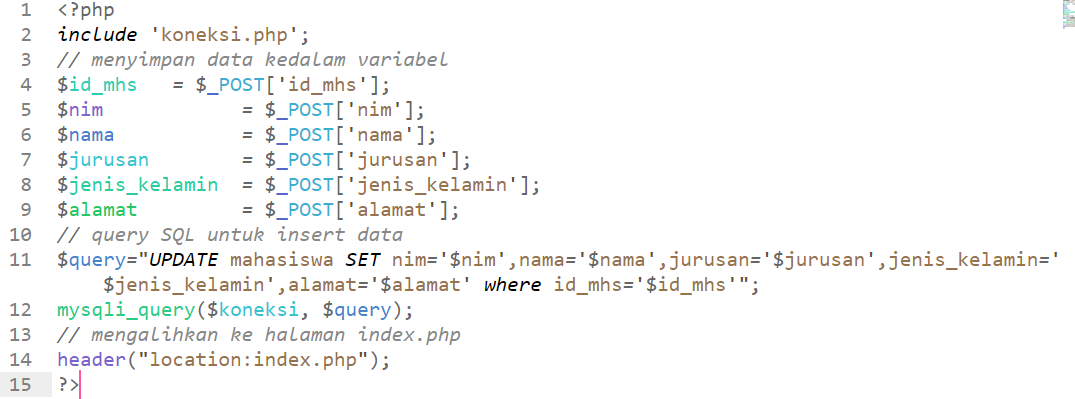 1 <?php
2 include 'koneksi.php';
3 // menyimpan data kedalam variabel
4 $id_mhs   = $_POST['id_mhs'];
5 $nim            = $_POST['nim'];
6 $nama           = $_POST['nama'];
7 $jurusan        = $_POST['jurusan'];
8 $jenis_kelamin  = $_POST['jenis_kelamin'];
9 $alamat         = $_POST['alamat'];
10 // query SQL untuk insert data
11 $query="UPDATE mahasiswa SET nim='$nim',nama='$nama',jurusan='$jurusan',jenis_kelamin='
$jenis_kelamin',alamat='$alamat' where id_mhs='$id_mhs'";
12 mysqli_query($koneksi, $query);
13 // mengalihkan ke halaman index.php
14 header("location:index.php");
15 ?>